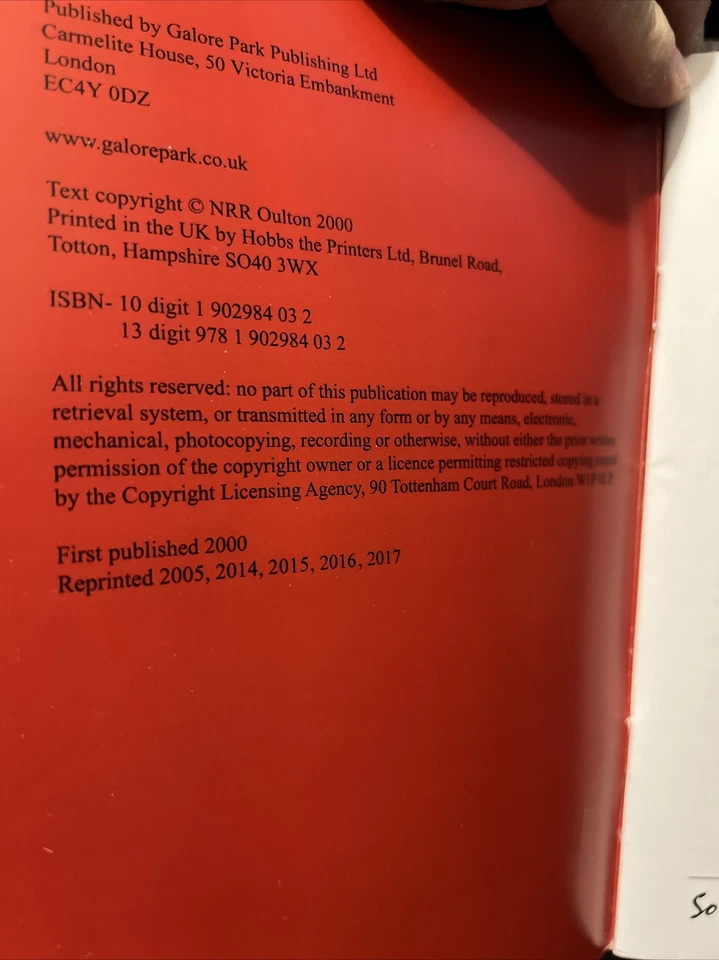 Published by Galore Park Publishing Ltd
Carmelite House, 50 Victoria Embankment
London
EC4Y 0DZ
www.galorepark.co.uk
Text copyright © NRR Oulton 2000
Printed in the UK by Hobbs the Printers Ltd, Brunel Road,
Totton, Hampshire SO40 3WX
ISBN- 10 digit 1 902984 03 2
13 digit 978 1 902984 03 2
All rights reserved: no part of this publication may be reproduced, stored in a
retrieval system, or transmitted in any form or by any means, electronic,
mechanical, photocopying, recording or otherwise, without either the prior written
permission of the copyright owner or a licence permitting restricted copying issued
by the Copyright Licensing Agency, 90 Tottenham Court Road, London
First published 2000
Reprinted 2005, 2014, 2015, 2016, 2017
So